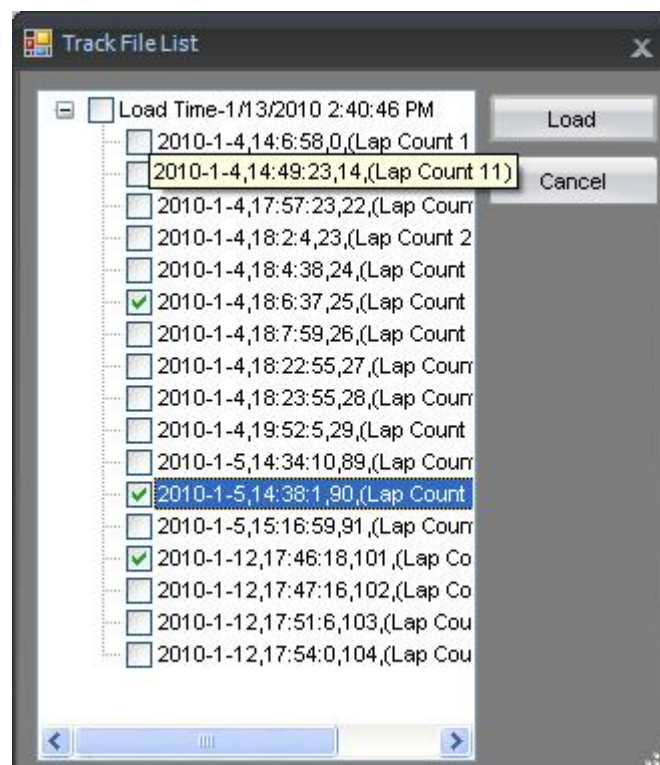 Track File List
Load Time-1/13/2010 2:40:46 PM
2010-1-4,14:6:58,0,(Lap Count 1
2010-1-4,14:49:23,14,(Lap Count 11)
2010-1-4,17:57:23,22,(Lap Coun
2010-1-4,18:2:4,23,(Lap Count 2
2010-1-4,18:4:38,24,(Lap Count
2010-1-4,18:6:37,25,(Lap Count
2010-1-4,18:7:59,26,(Lap Count
2010-1-4,18:22:55,27,(Lap Coun
2010-1-4,18:23:55,28,(Lap Coun
2010-1-4,19:52:5,29,(Lap Count
2010-1-5,14:34:10,89,(Lap Coun
2010-1-5,14:38:1,90,(Lap Count
2010-1-5,15:16:59,91,(Lap Coun
2010-1-12,17:46:18,101,(Lap Co
2010-1-12,17:47:16,102,(Lap Co
2010-1-12,17:51:6,103,(Lap Cou
2010-1-12,17:54:0,104,(Lap Cou
Load
Cancel